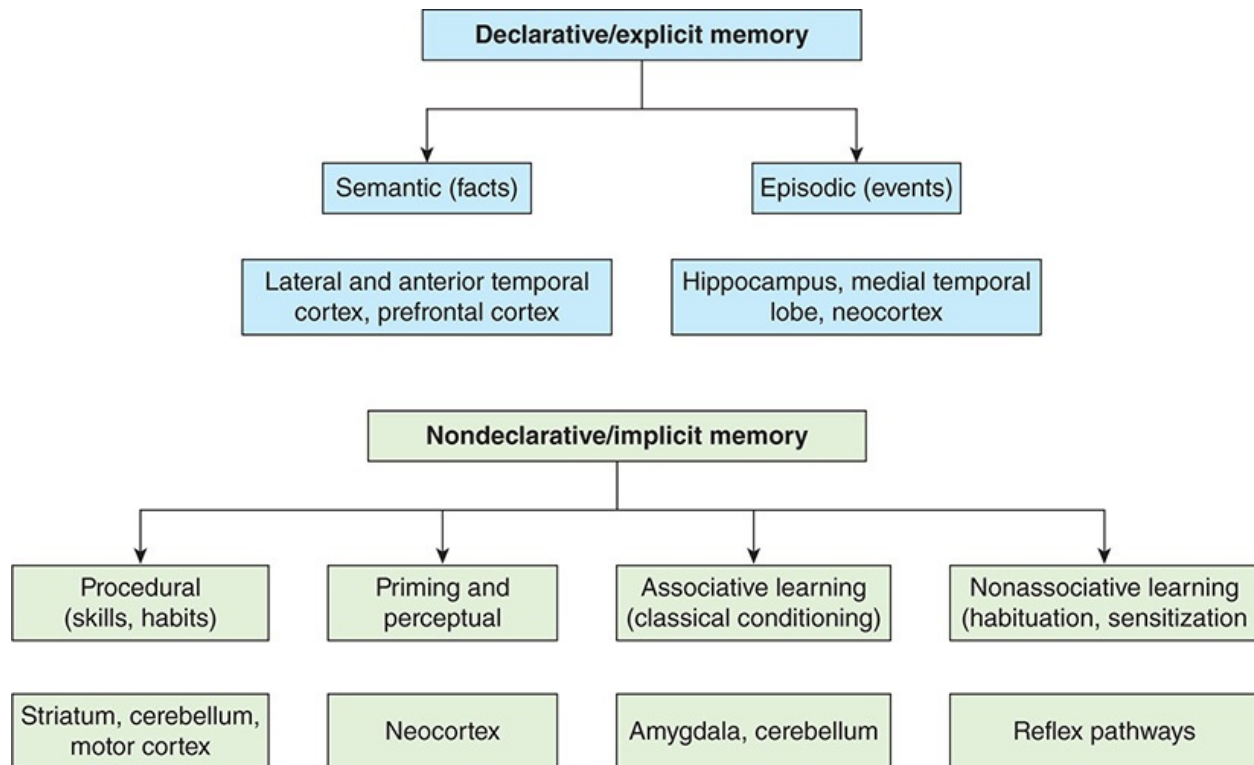 Declarative/explicit memory
Semantic (facts)
Episodic (events)
Lateral and anterior temporal
cortex, prefrontal cortex
Hippocampus, medial temporal
lobe, neocortex
Nondeclarative/implicit memory
Procedural
(skills, habits)
Priming and
perceptual
Associative learning
(classical conditioning)
Nonassociative learning
(habituation, sensitization
Striatum, cerebellum,
motor cortex
Neocortex
Amygdala, cerebellum
Reflex pathways